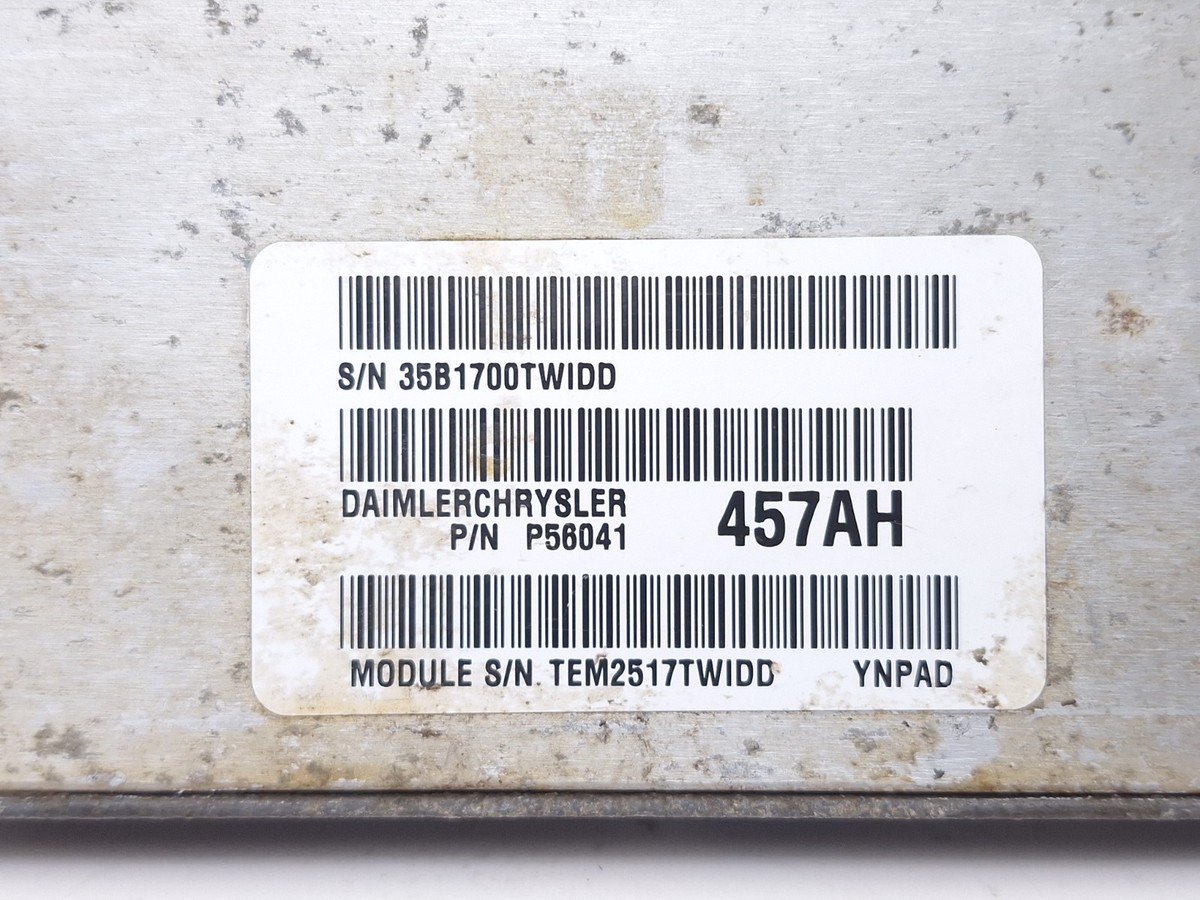 S/N 35B1700TWIDD
DAIMLERCHRYSLER
P/N P56041 457AH
MODULE S/N TEM2517TWIDD YNPAD